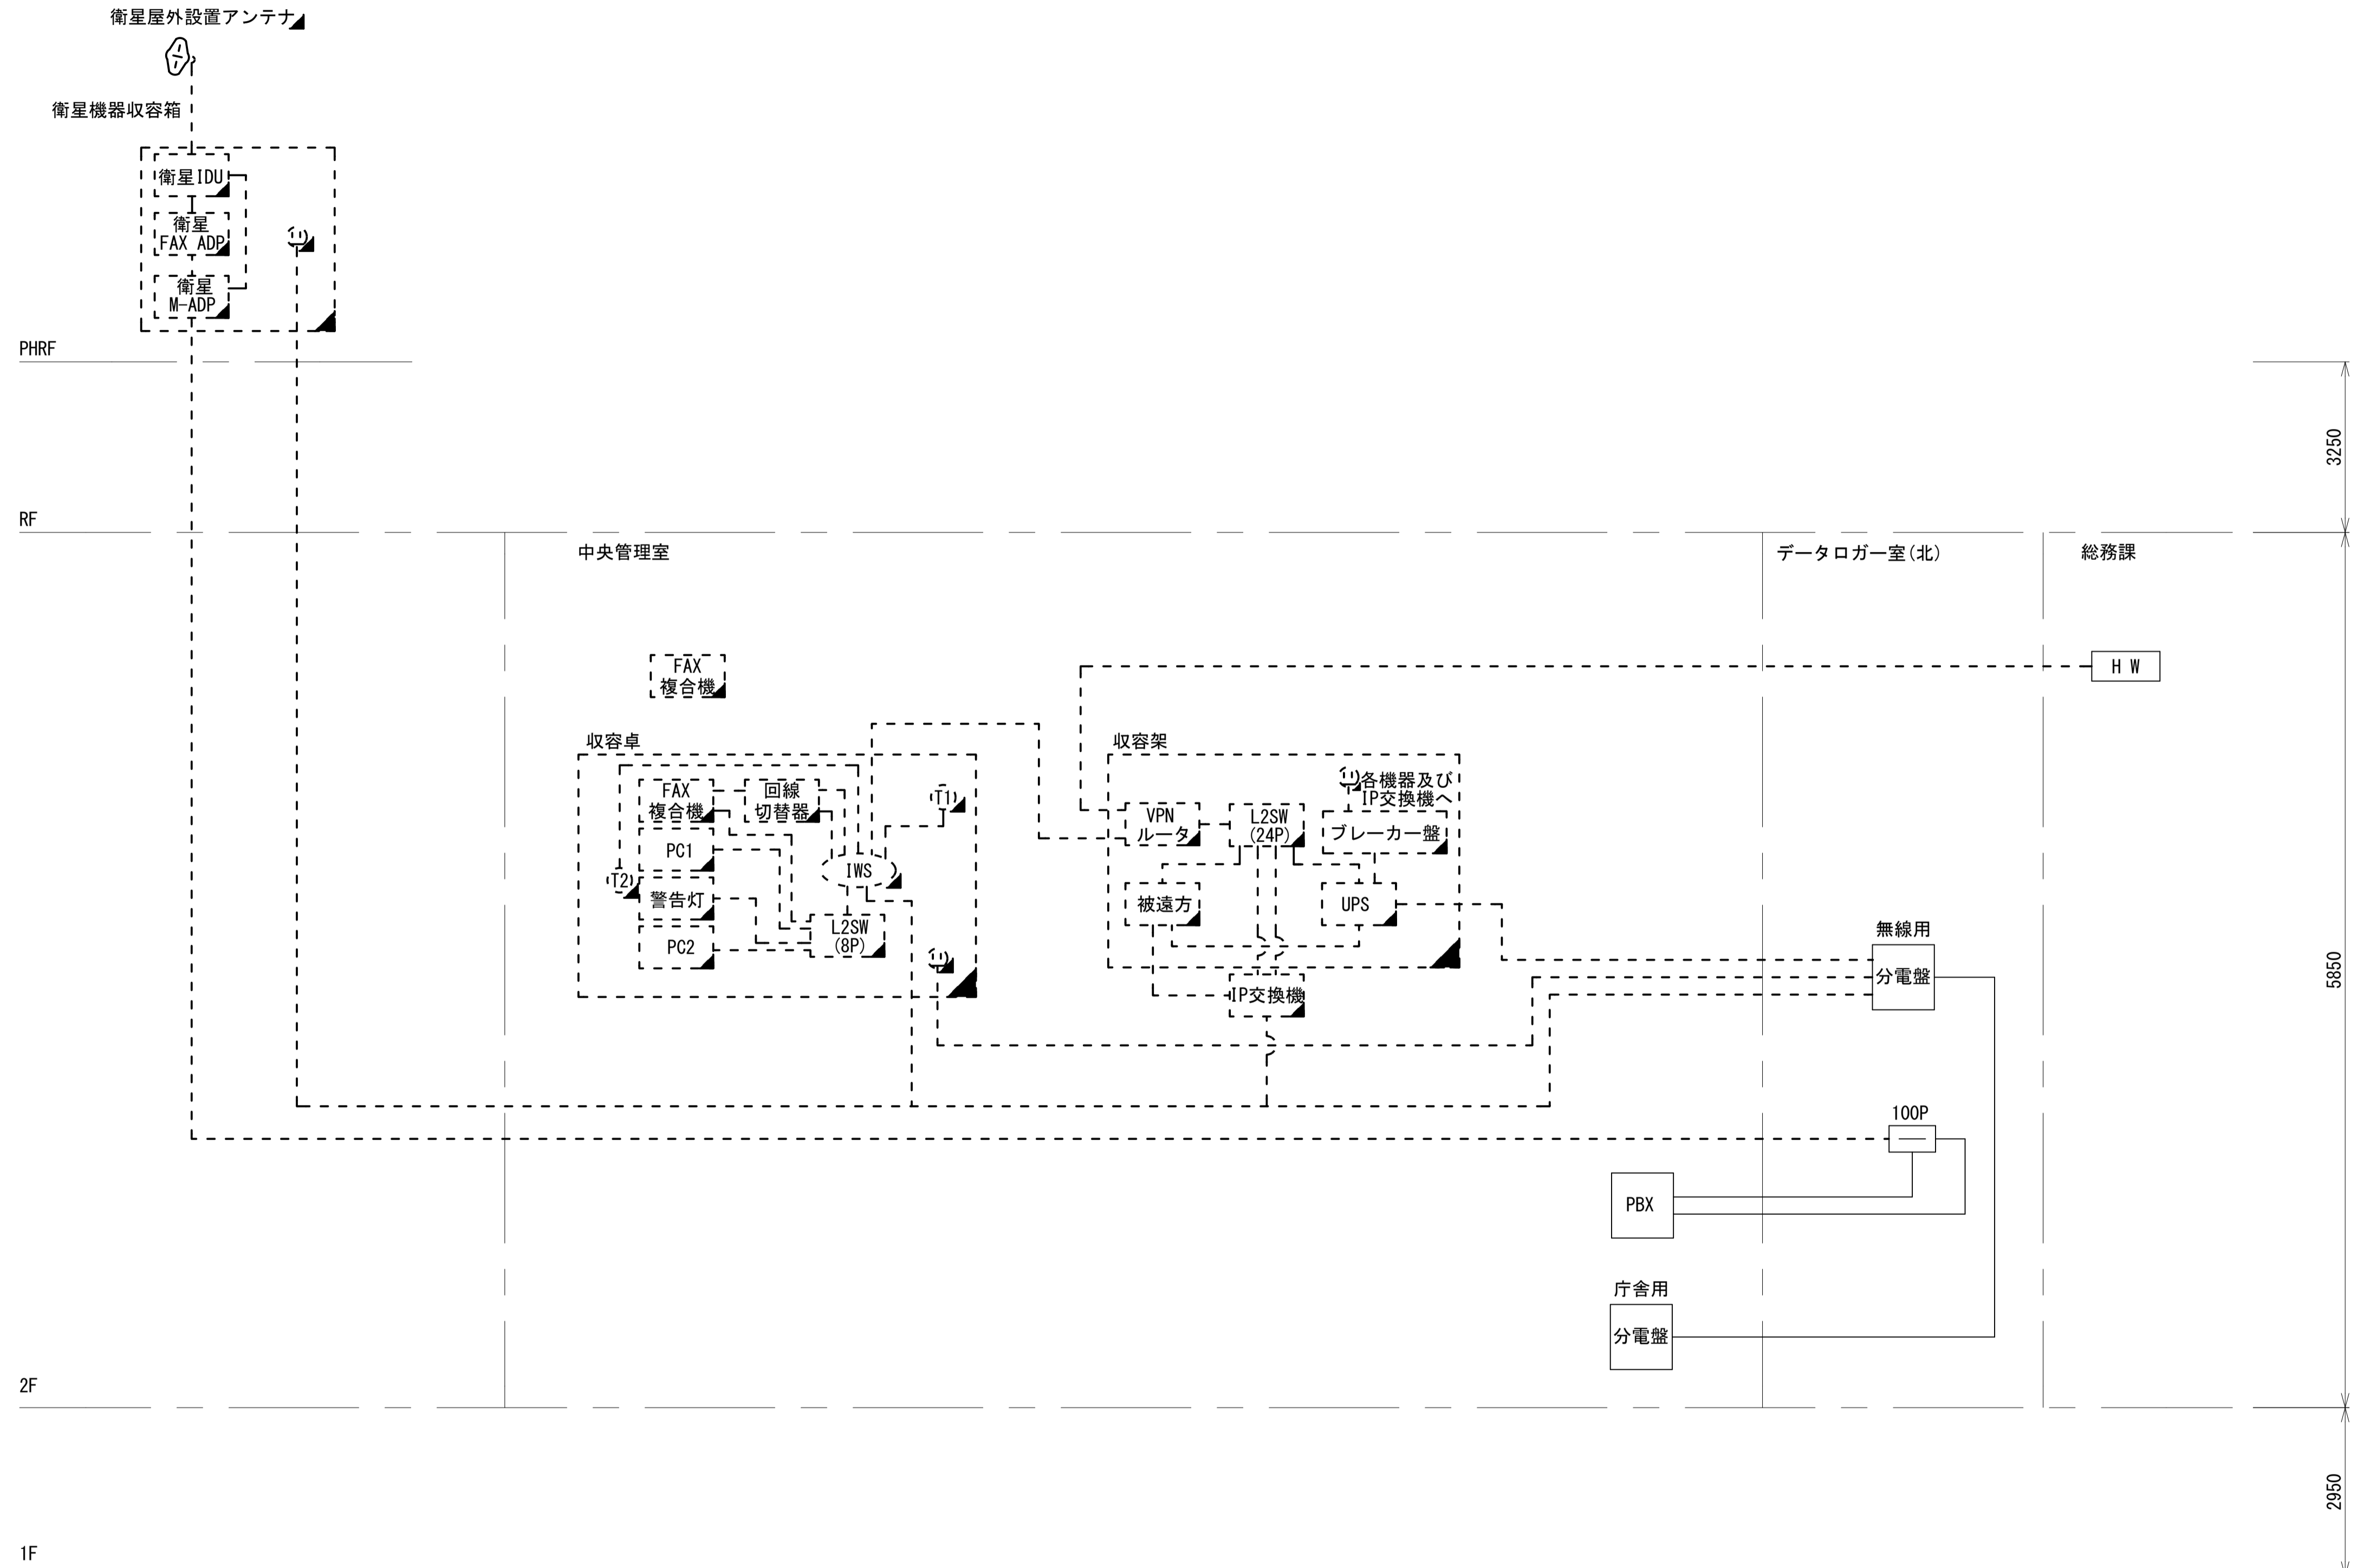 衛星屋外設置アンテナ
衛星機器収容箱
衛星IDU
衛星
FAX ADP
衛星
M-ADP
PHRF
3250
RF
中央管理室
データロガー室(北)
総務課
FAX
複合機
H W
収容卓
収容架
FAX
複合機
回線
切替器
T1
各機器及び
IP交換機へ
VPN
ルータ
L2SW
(24P)
ブレーカー盤
PC1
IWS
T2
警告灯
被遠方
UPS
L2SW
(8P)
PC2
無線用
分電盤
5850
IP交換機
100P
PBX
庁舎用
分電盤
2F
2950
1F